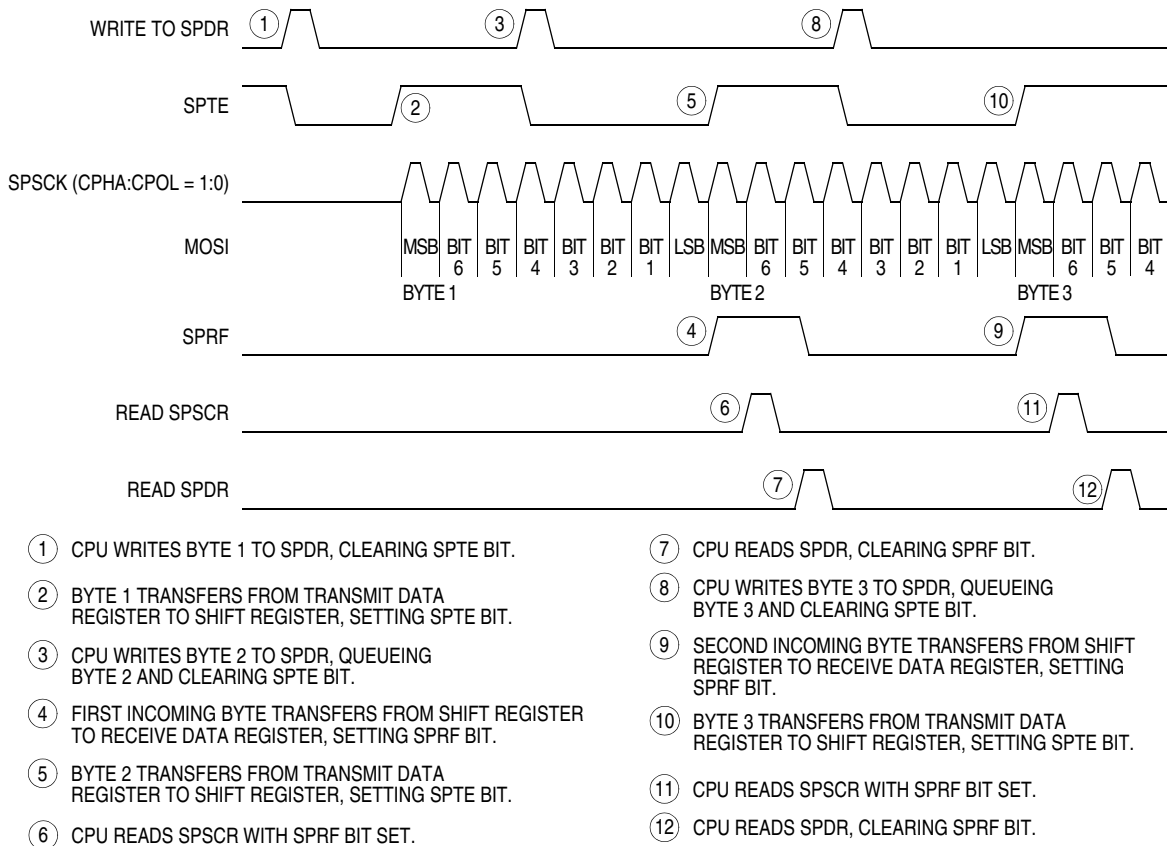 WRITE TO SPDR
1
3
8
SPTE
2
5
10
SPSCK (CPHA:CPOL = 1:0)
MOSI
MSB BIT BIT BIT BIT BIT BIT LSB MSB BIT BIT BIT BIT BIT BIT LSB MSB BIT BIT BIT
6 5 4 3 2 1 6 5 4 3 2 1 6 5 4
BYTE 1 BYTE 2 BYTE 3
SPRF
4
9
READ SPSCR
6
11
READ SPDR
7
12
1 CPU WRITES BYTE 1 TO SPDR, CLEARING SPTE BIT.
2 BYTE 1 TRANSFERS FROM TRANSMIT DATA
REGISTER TO SHIFT REGISTER, SETTING SPTE BIT.
3 CPU WRITES BYTE 2 TO SPDR, QUEUEING
BYTE 2 AND CLEARING SPTE BIT.
4 FIRST INCOMING BYTE TRANSFERS FROM SHIFT REGISTER
TO RECEIVE DATA REGISTER, SETTING SPRF BIT.
5 BYTE 2 TRANSFERS FROM TRANSMIT DATA
REGISTER TO SHIFT REGISTER, SETTING SPTE BIT.
6 CPU READS SPSCR WITH SPRF BIT SET.
7 CPU READS SPDR, CLEARING SPRF BIT.
8 CPU WRITES BYTE 3 TO SPDR, QUEUEING
BYTE 3 AND CLEARING SPTE BIT.
9 SECOND INCOMING BYTE TRANSFERS FROM SHIFT
REGISTER TO RECEIVE DATA REGISTER, SETTING
SPRF BIT.
10 BYTE 3 TRANSFERS FROM TRANSMIT DATA
REGISTER TO SHIFT REGISTER, SETTING SPTE BIT.
11 CPU READS SPSCR WITH SPRF BIT SET.
12 CPU READS SPDR, CLEARING SPRF BIT.